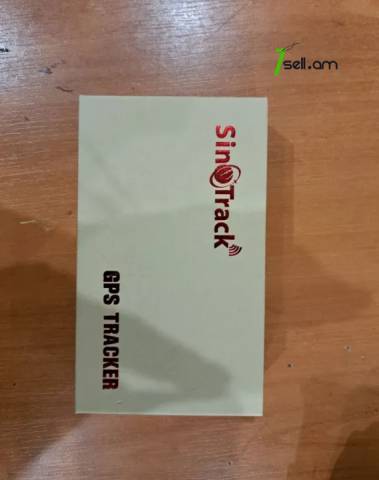 1sell.am
SinoTrack
GPS TRACKER